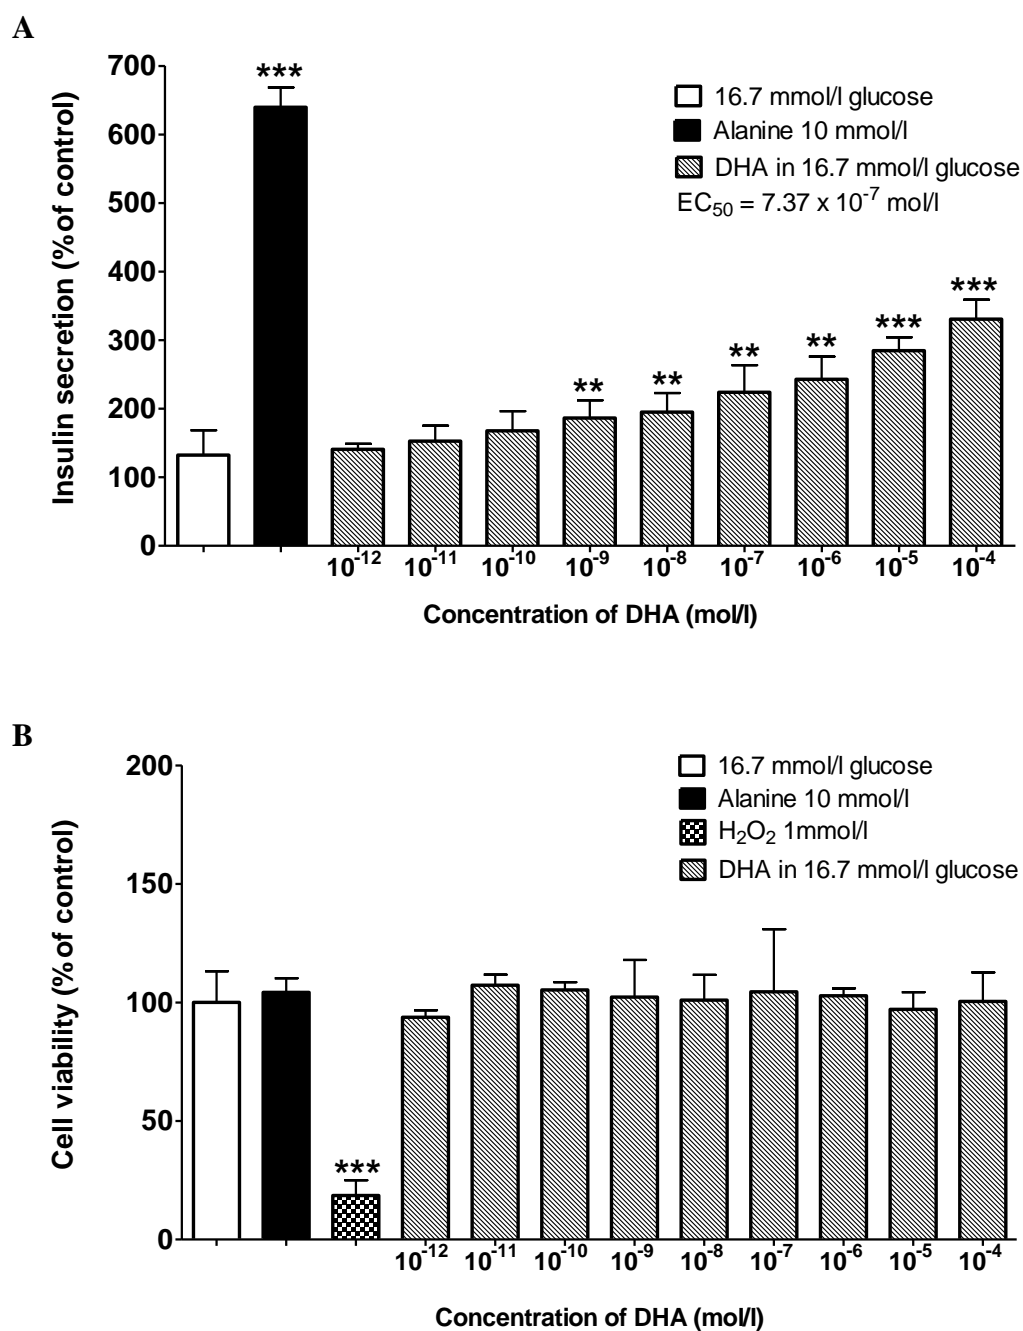 A
700
600
500
400
300
200
100
0
Insulin secretion (% of control)
***
**
**
**
**
***
***
16.7 mmol/l glucose
Alanine 10 mmol/l
DHA in 16.7 mmol/l glucose
EC₅₀ = 7.37 x 10⁻⁷ mol/l
10⁻¹² 10⁻¹¹ 10⁻¹⁰ 10⁻⁹ 10⁻⁸ 10⁻⁷ 10⁻⁶ 10⁻⁵ 10⁻⁴
Concentration of DHA (mol/l)
B
200
150
100
50
0
Cell viability (% of control)
***
16.7 mmol/l glucose
Alanine 10 mmol/l
H₂O₂ 1mmol/l
DHA in 16.7 mmol/l glucose
10⁻¹² 10⁻¹¹ 10⁻¹⁰ 10⁻⁹ 10⁻⁸ 10⁻⁷ 10⁻⁶ 10⁻⁵ 10⁻⁴
Concentration of DHA (mol/l)